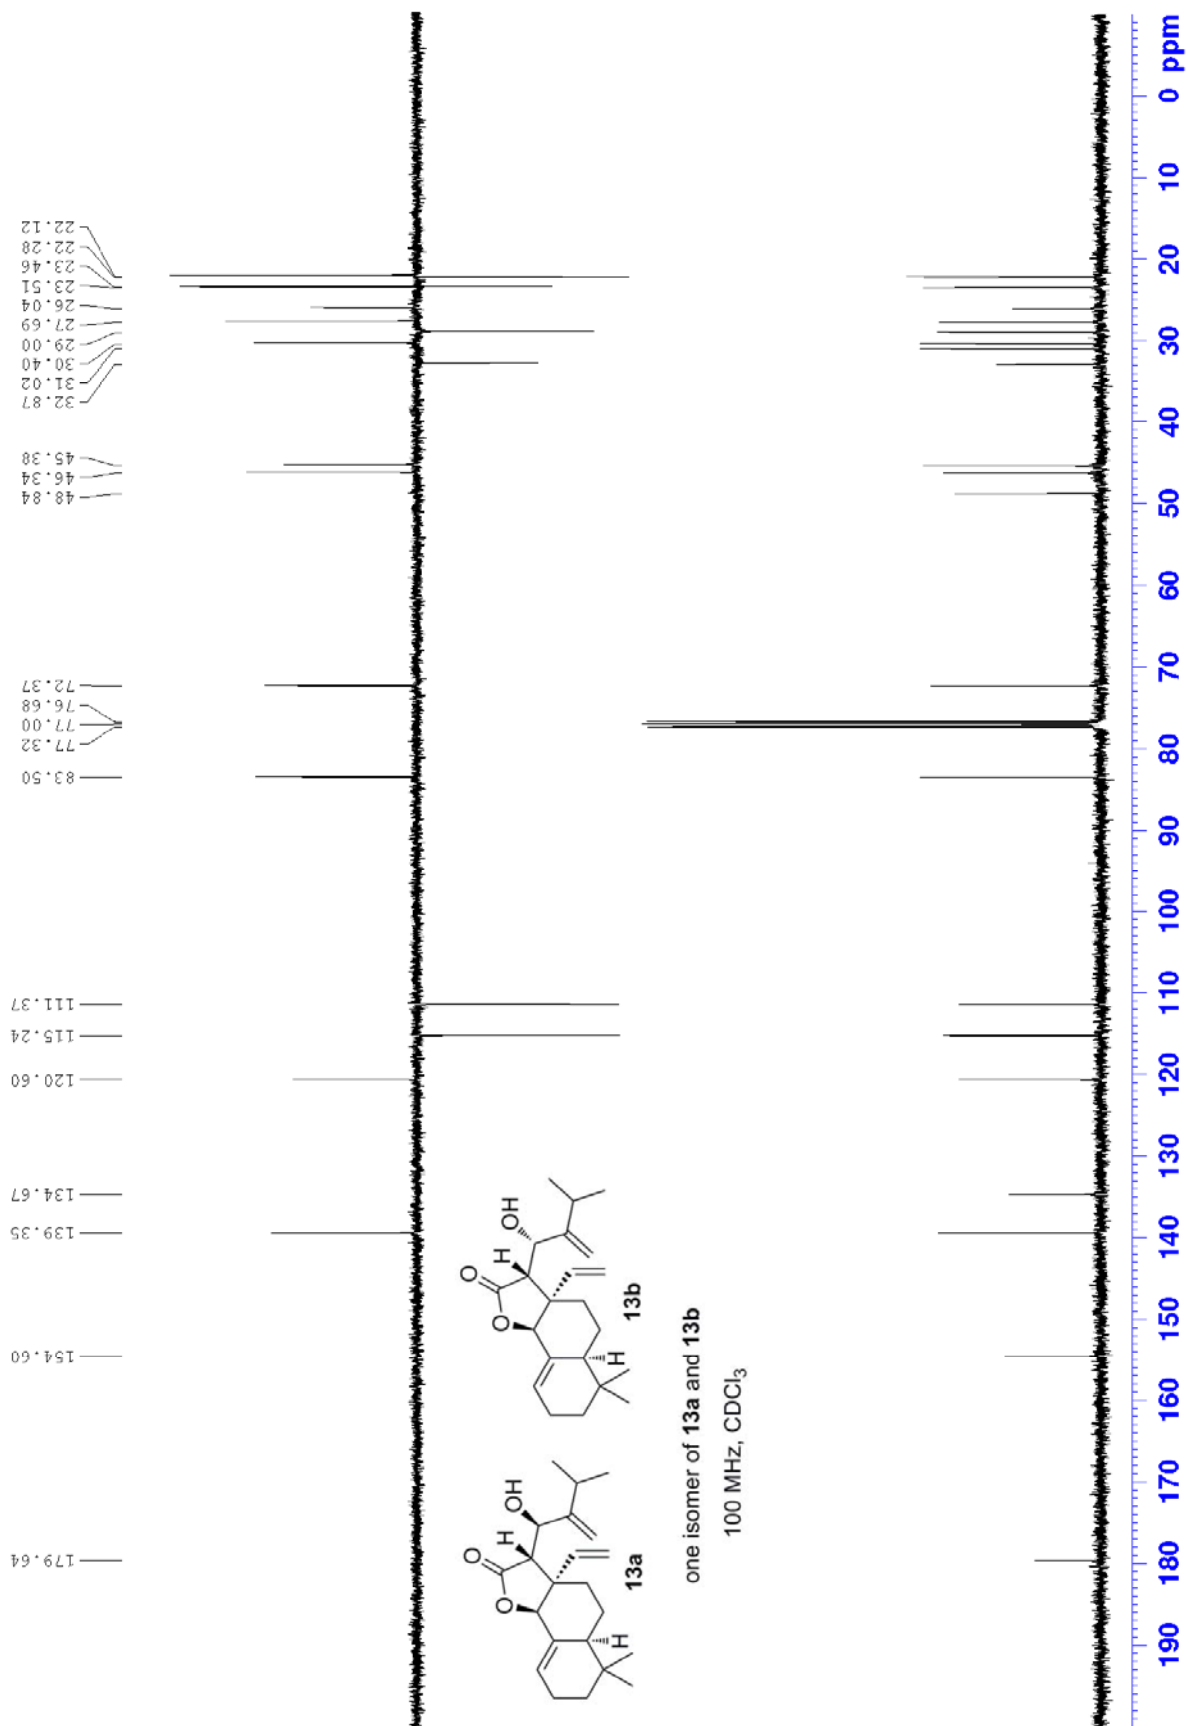 179.64
154.60
139.35
134.67
120.60
115.24
111.37
83.50
77.32
77.00
76.68
72.37
48.84
46.34
45.38
32.87
31.02
30.40
29.00
27.69
26.04
23.51
23.46
22.28
22.12
O
O
H
OH
H
13a
O
O
H
OH
H
13b
one isomer of 13a and 13b
100 MHz, CDCl₃
190 180 170 160 150 140 130 120 110 100 90 80 70 60 50 40 30 20 10 0 ppm